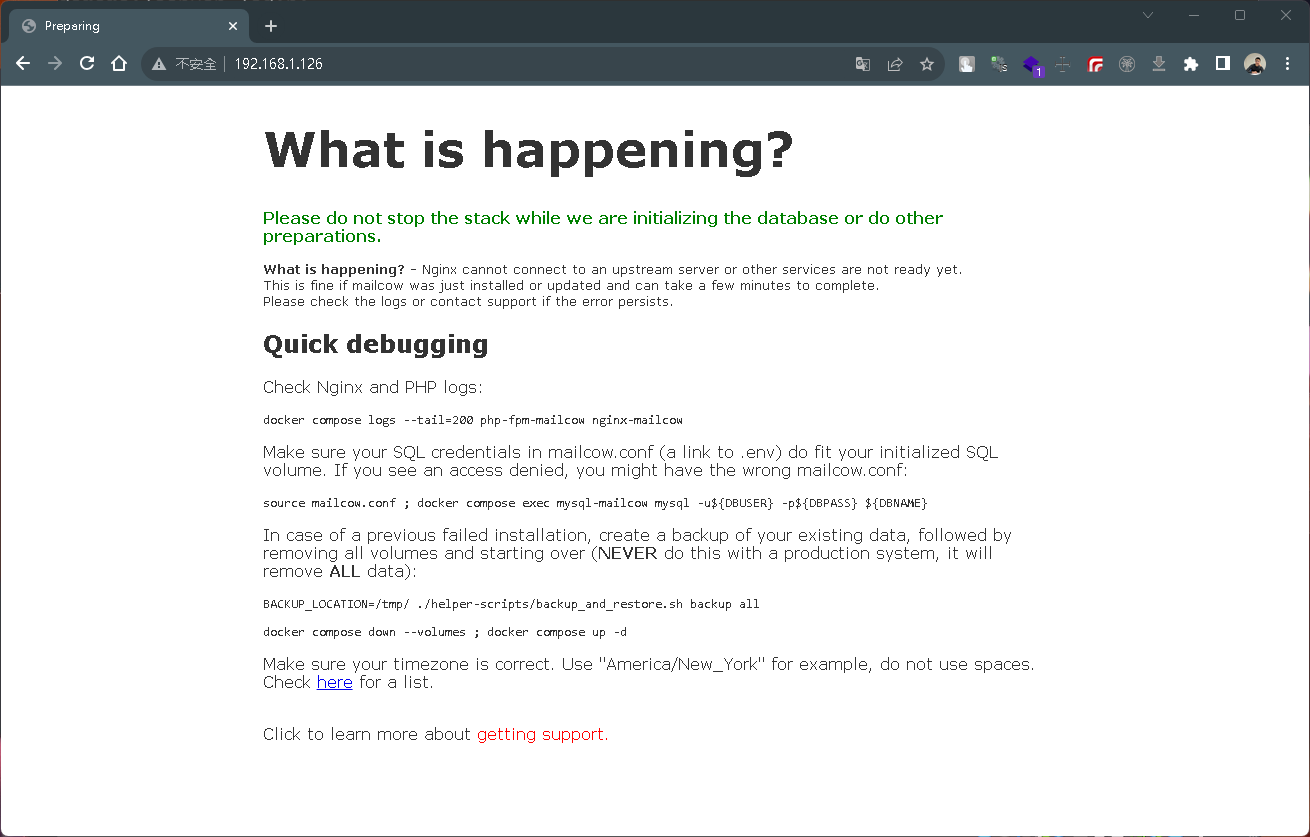 Preparing
不安全
192.168.1.126
1
What is happening?
Please do not stop the stack while we are initializing the database or do other
preparations.
What is happening? - Nginx cannot connect to an upstream server or other services are not ready yet.
This is fine if mailcow was just installed or updated and can take a few minutes to complete.
Please check the logs or contact support if the error persists.
Quick debugging
Check Nginx and PHP logs:
docker compose logs --tail=200 php-fpm-mailcow nginx-mailcow
Make sure your SQL credentials in mailcow.conf (a link to .env) do fit your initialized SQL
volume. If you see an access denied, you might have the wrong mailcow.conf:
source mailcow.conf ; docker compose exec mysql-mailcow mysql -u${DBUSER} -p${DBPASS} ${DBNAME}
In case of a previous failed installation, create a backup of your existing data, followed by
removing all volumes and starting over (NEVER do this with a production system, it will
remove ALL data):
BACKUP_LOCATION=/tmp/ ./helper-scripts/backup_and_restore.sh backup all
docker compose down --volumes ; docker compose up -d
Make sure your timezone is correct. Use "America/New_York" for example, do not use spaces.
Check here for a list.
Click to learn more about getting support.